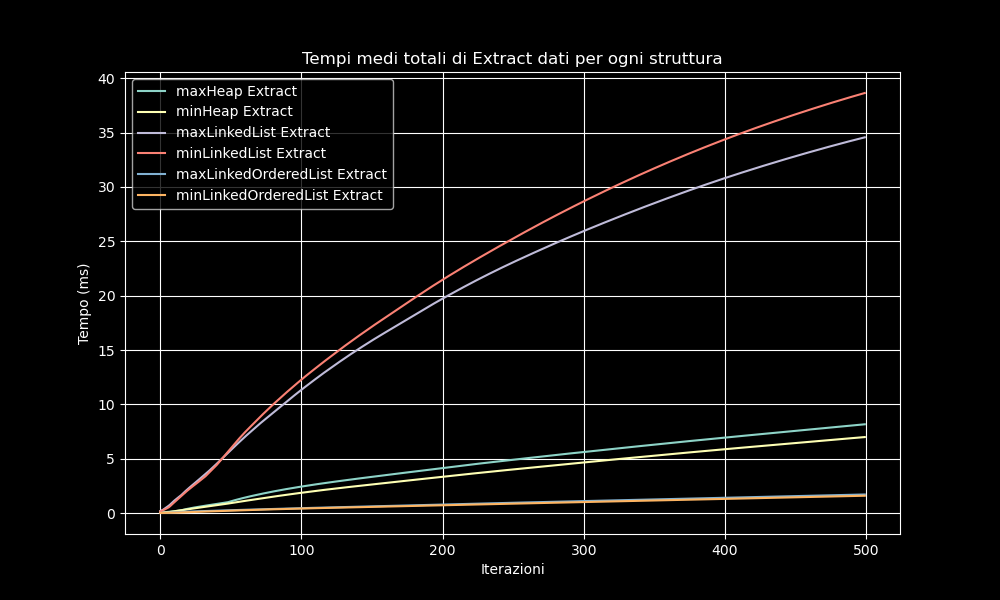 Tempi medi totali di Extract dati per ogni struttura
maxHeap Extract
minHeap Extract
maxLinkedList Extract
minLinkedList Extract
maxLinkedOrderedList Extract
minLinkedOrderedList Extract
Tempo (ms)
40
35
30
25
20
15
10
5
0
0 100 200 300 400 500
Iterazioni